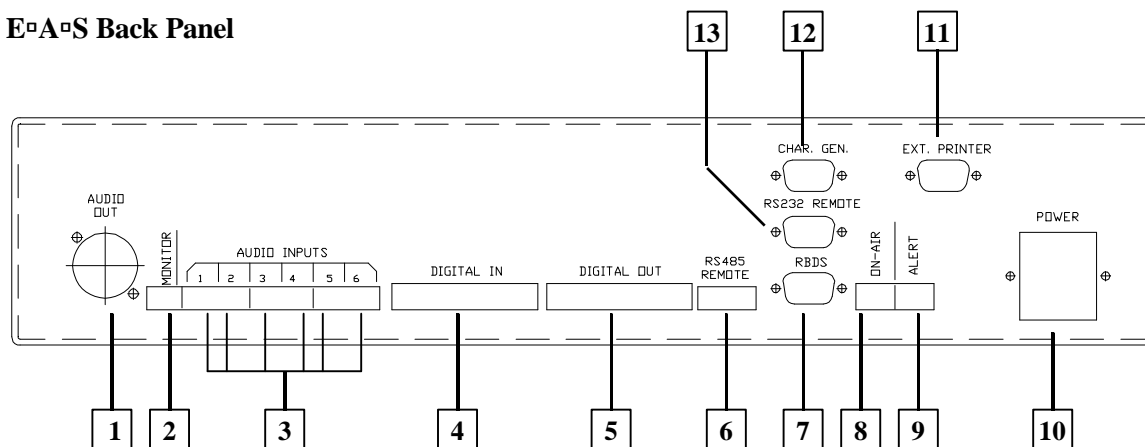 E▫A▫S Back Panel
13 12 11
CHAR. GEN. EXT. PRINTER
RS232 REMOTE
AUDIO
OUT
POWER
MONITOR
AUDIO INPUTS
1 2 3 4 5 6
DIGITAL IN
DIGITAL OUT
RS485
REMOTE
RBDS
ON-AIR
ALERT
1 2 3 4 5 6 7 8 9 10